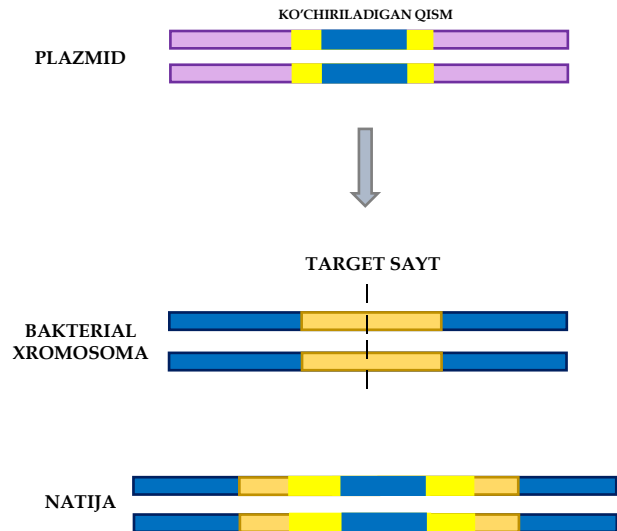 KO'CHIRILADIGAN QISM
PLAZMID
TARGET SAYT
BAKTERIAL
XROMOSOMA
NATIJA